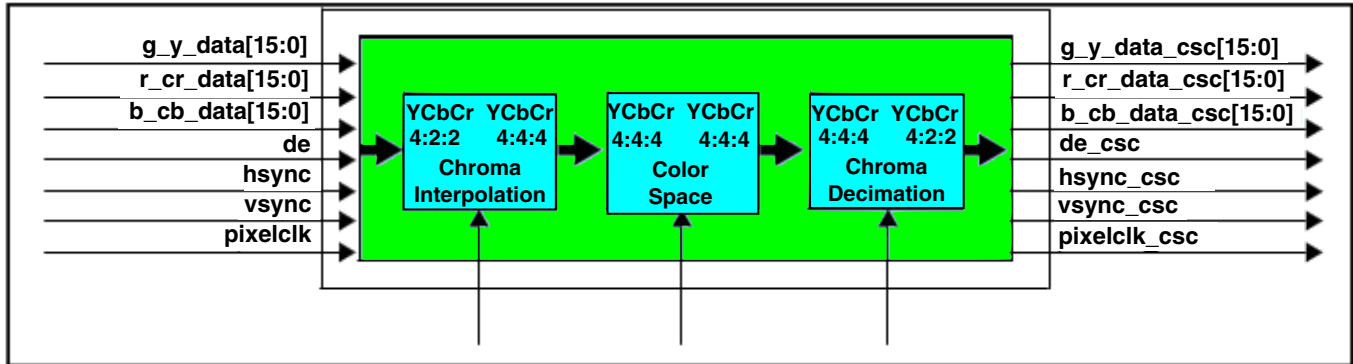 g_y_data[15:0]
r_cr_data[15:0]
b_cb_data[15:0]
de
hsync
vsync
pixelclk
YCbCr YCbCr
4:2:2 4:4:4
Chroma
Interpolation
YCbCr YCbCr
4:4:4 4:4:4
Color
Space
YCbCr YCbCr
4:4:4 4:2:2
Chroma
Decimation
g_y_data_csc[15:0]
r_cr_data_csc[15:0]
b_cb_data_csc[15:0]
de_csc
hsync_csc
vsync_csc
pixelclk_csc